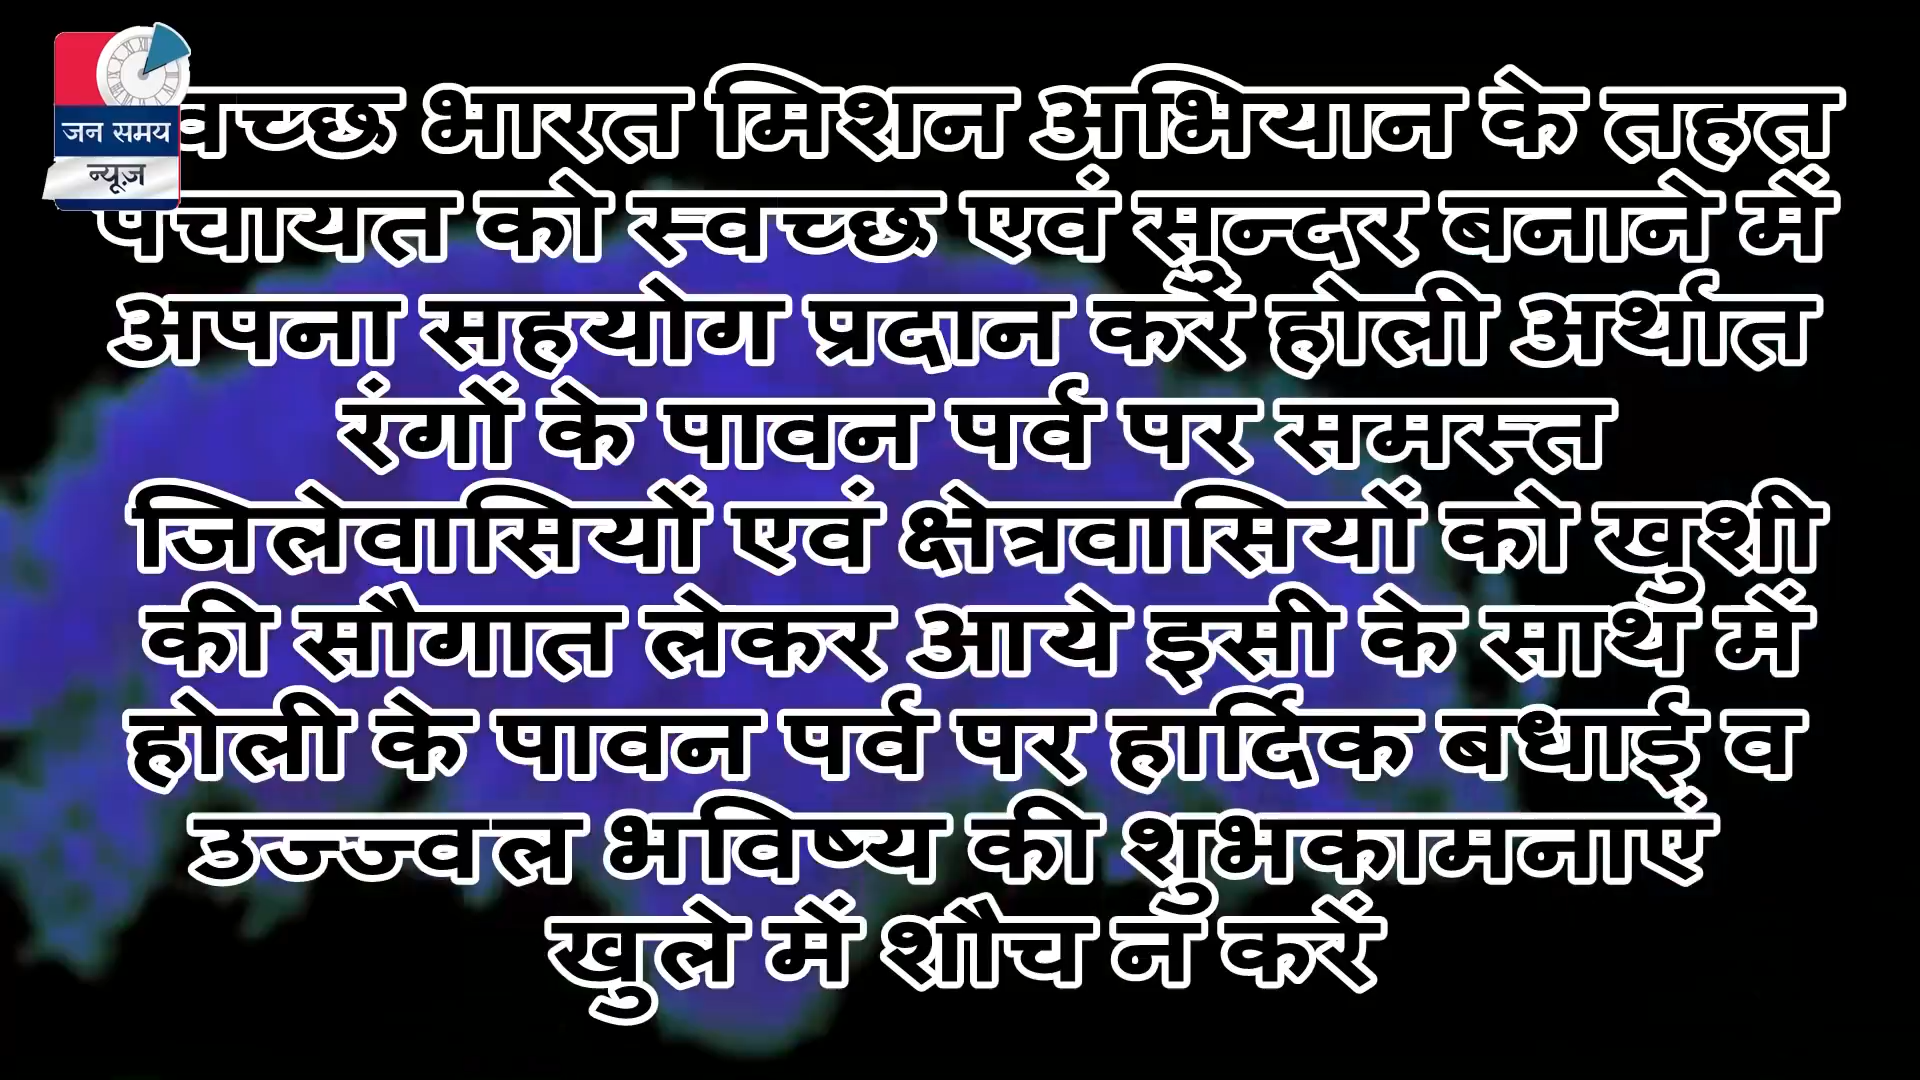 जन समय
न्यूज़
वच्छ भारत मिशन अभियान के तहत
पंचायत को स्वच्छ एवं सुन्दर बनाने में
अपना सहयोग प्रदान करें होली अर्थात
रंगों के पावन पर्व पर समस्त
जिलेवासियों एवं क्षेत्रवासियों को खुशी
की सौगात लेकर आये इसी के साथ में
होली के पावन पर्व पर हार्दिक बधाई व
उज्ज्वल भविष्य की शुभकामनाएं
खुले में शौच न करें